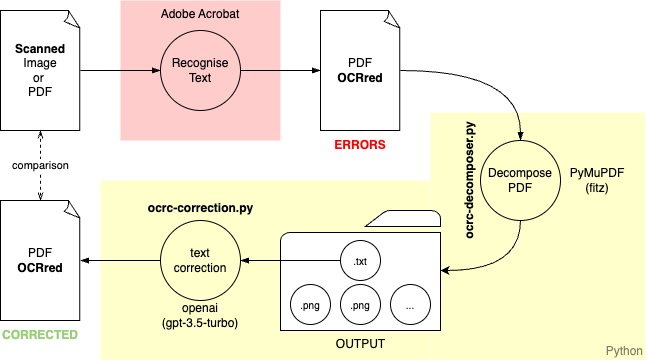 Adobe Acrobat
Scanned
Image
or
PDF
Recognise
Text
PDF
OCRred
ERRORS
ocrc-decomposer.py
Decompose
PDF
PyMuPDF
(fitz)
comparison
ocrc-correction.py
PDF
OCRred
CORRECTED
text
correction
openai
(gpt-3.5-turbo)
.txt
.png
.png
...
OUTPUT
Python